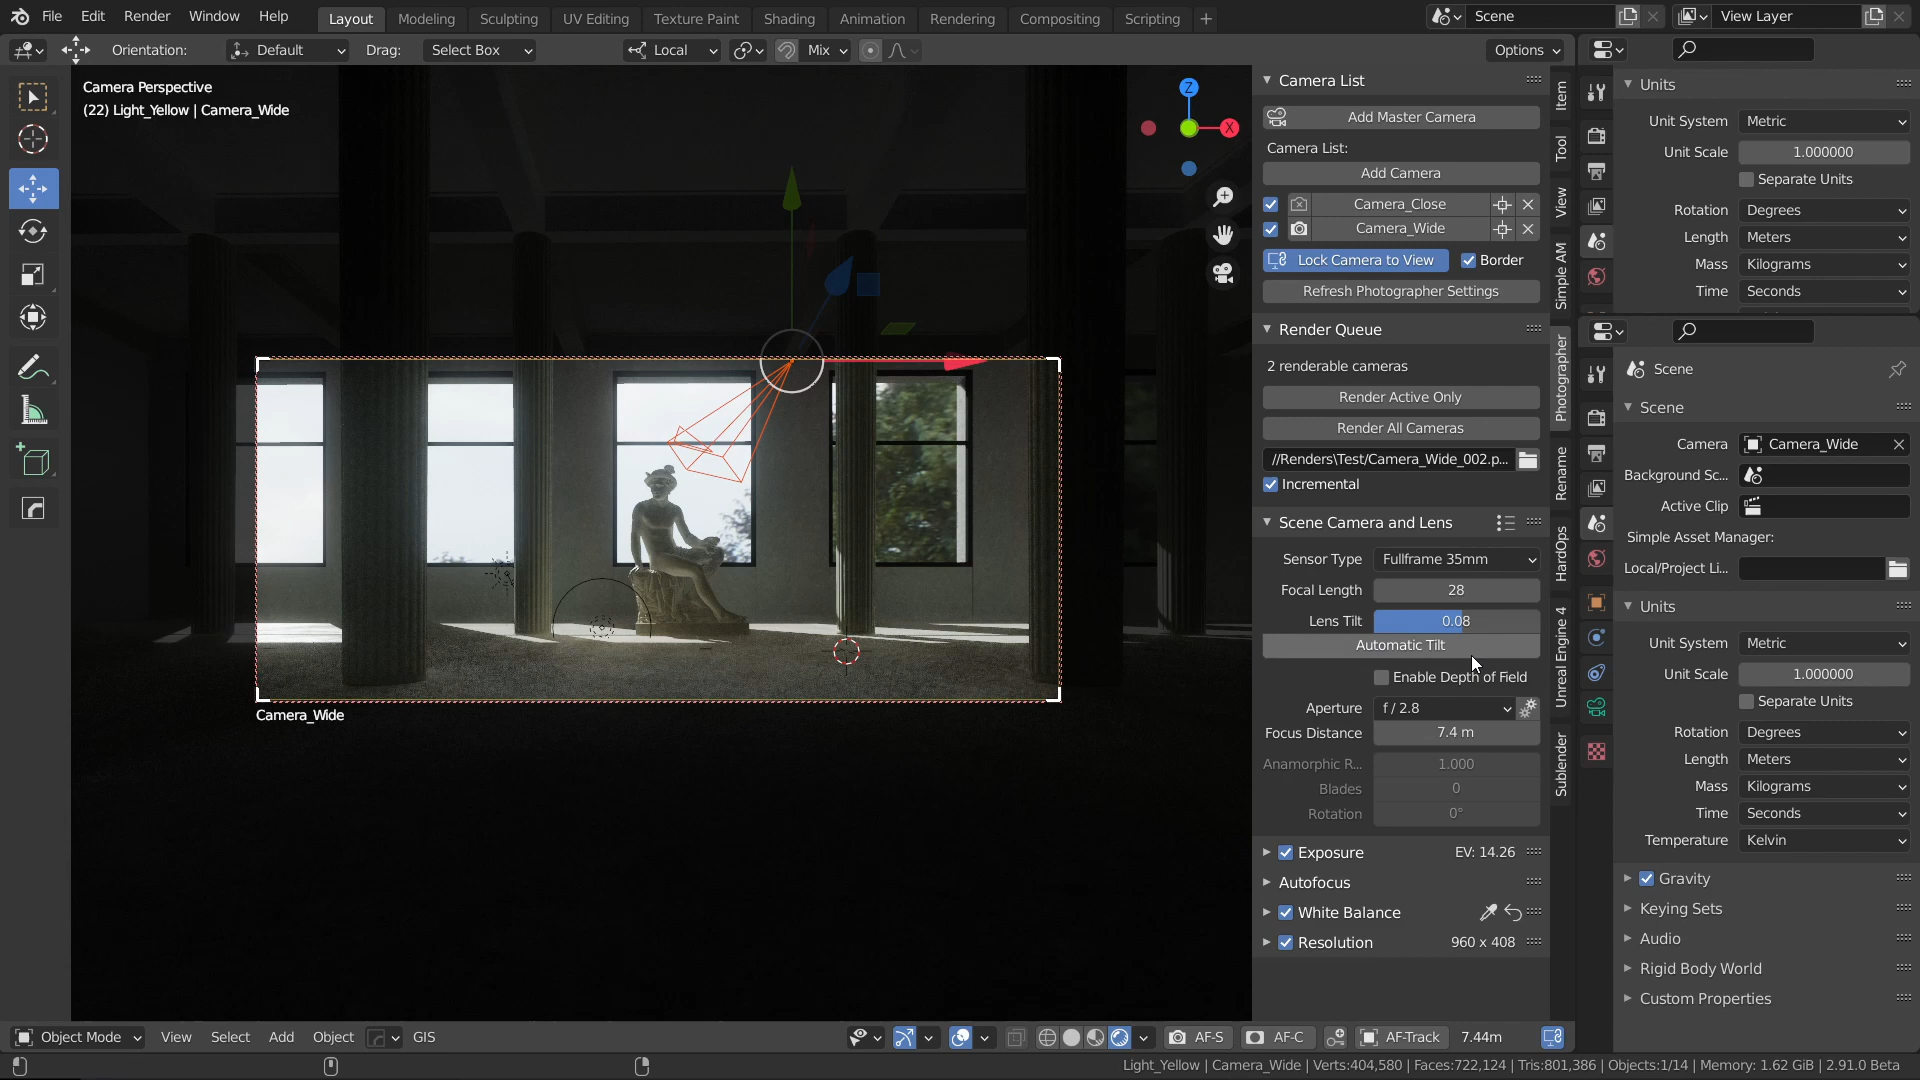 File Edit Render Window Help Layout Modeling Sculpting UV Editing Texture Paint Shading Animation Rendering Compositing Scripting + Scene View Layer
Orientation: Default Drag: Select Box Local Mix Options
Camera Perspective
(22) Light_Yellow | Camera_Wide
Z
X
Camera_Wide
Camera List
Add Master Camera
Camera List:
Add Camera
Camera_Close
Camera_Wide
Lock Camera to View Border
Refresh Photographer Settings
Render Queue
2 renderable cameras
Render Active Only
Render All Cameras
//Renders\Test/Camera_Wide_002.p...
Incremental
Scene Camera and Lens
Sensor Type Fullframe 35mm
Focal Length 28
Lens Tilt 0.08
Automatic Tilt
Enable Depth of Field
Aperture f / 2.8
Focus Distance 7.4 m
Anamorphic R... 1.000
Blades 0
Rotation 0°
Exposure EV: 14.26
Autofocus
White Balance
Resolution 960 x 408
Item
Tool
View
Simple AM
Photographer
Rename
HardOps
Unreal Engine 4
Sublender
Units
Unit System Metric
Unit Scale 1.000000
Separate Units
Rotation Degrees
Length Meters
Mass Kilograms
Time Seconds
Scene
Scene
Camera Camera_Wide
Background Sc...
Active Clip
Simple Asset Manager:
Local/Project Li...
Units
Unit System Metric
Unit Scale 1.000000
Separate Units
Rotation Degrees
Length Meters
Mass Kilograms
Time Seconds
Temperature Kelvin
Gravity
Keying Sets
Audio
Rigid Body World
Custom Properties
Object Mode View Select Add Object GIS AF-S AF-C AF-Track 7.44m
Light_Yellow | Camera_Wide | Verts:404,580 | Faces:722,124 | Tris:801,386 | Objects:1/14 | Memory: 1.62 GiB | 2.91.0 Beta